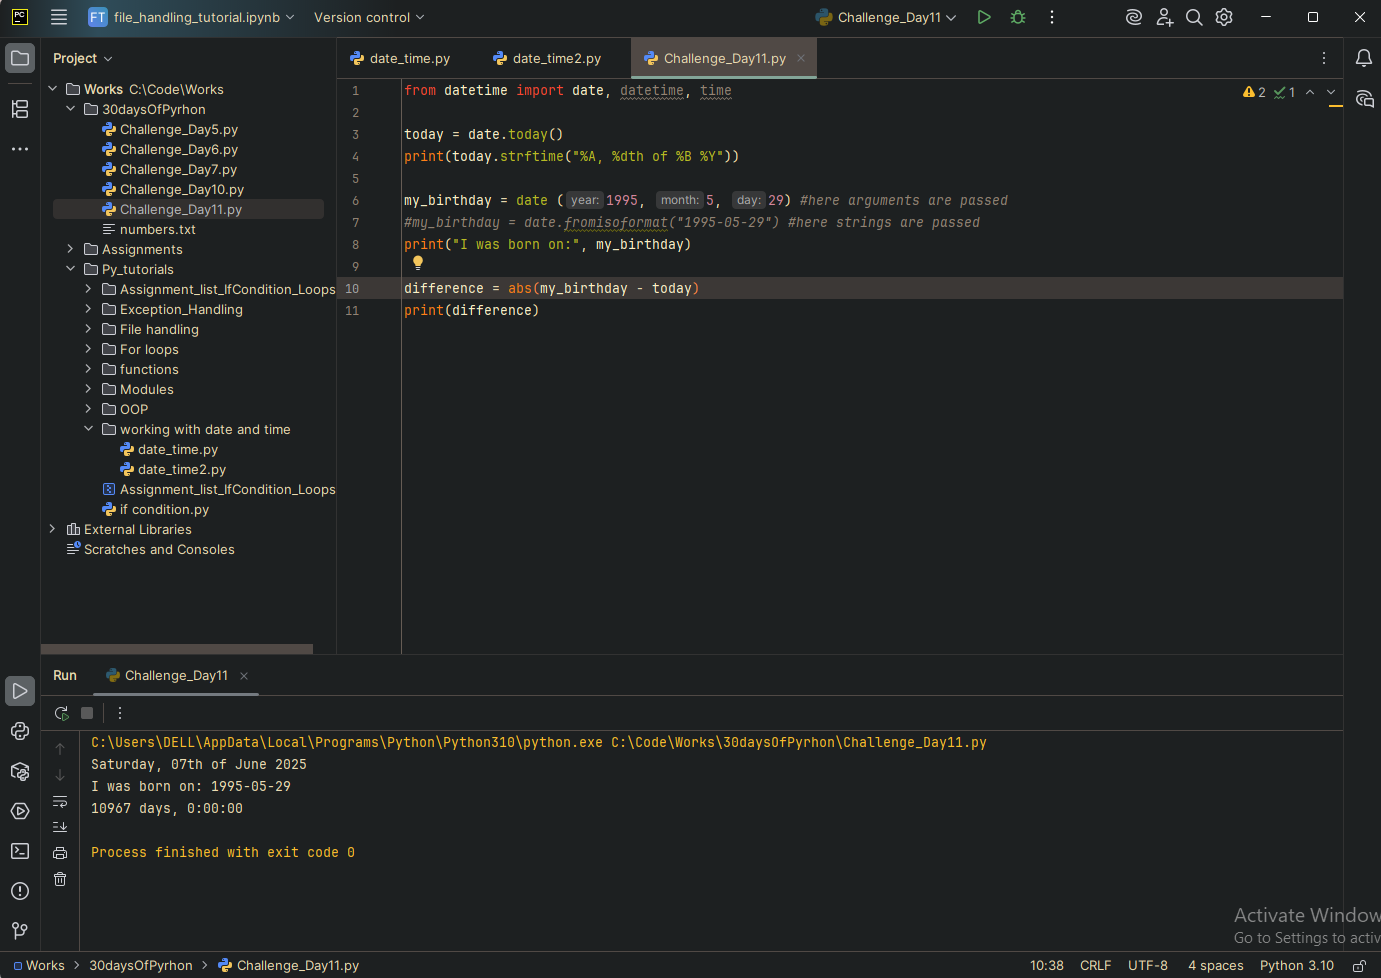 PC
FT file_handling_tutorial.ipynb Version control Challenge_Day11
Project
date_time.py date_time2.py Challenge_Day11.py
Works C:\Code\Works
30daysOfPyrhon
Challenge_Day5.py
Challenge_Day6.py
Challenge_Day7.py
Challenge_Day10.py
Challenge_Day11.py
numbers.txt
Assignments
Py_tutorials
Assignment_list_IfCondition_Loops
Exception_Handling
File handling
For loops
functions
Modules
OOP
working with date and time
date_time.py
date_time2.py
Assignment_list_IfCondition_Loops
if condition.py
External Libraries
Scratches and Consoles
2 1
1 from datetime import date, datetime, time
2
3 today = date.today()
4 print(today.strftime("%A, %dth of %B %Y"))
5
6 my_birthday = date (year: 1995, month: 5, day: 29) #here arguments are passed
7 #my_birthday = date.fromisoformat("1995-05-29") #here strings are passed
8 print("I was born on:", my_birthday)
9
10 difference = abs(my_birthday - today)
11 print(difference)
Run Challenge_Day11
C:\Users\DELL\AppData\Local\Programs\Python\Python310\python.exe C:\Code\Works\30daysOfPyrhon\Challenge_Day11.py
Saturday, 07th of June 2025
I was born on: 1995-05-29
10967 days, 0:00:00
Process finished with exit code 0
Activate Window
Go to Settings to activ
Works > 30daysOfPyrhon > Challenge_Day11.py 10:38 CRLF UTF-8 4 spaces Python 3.10